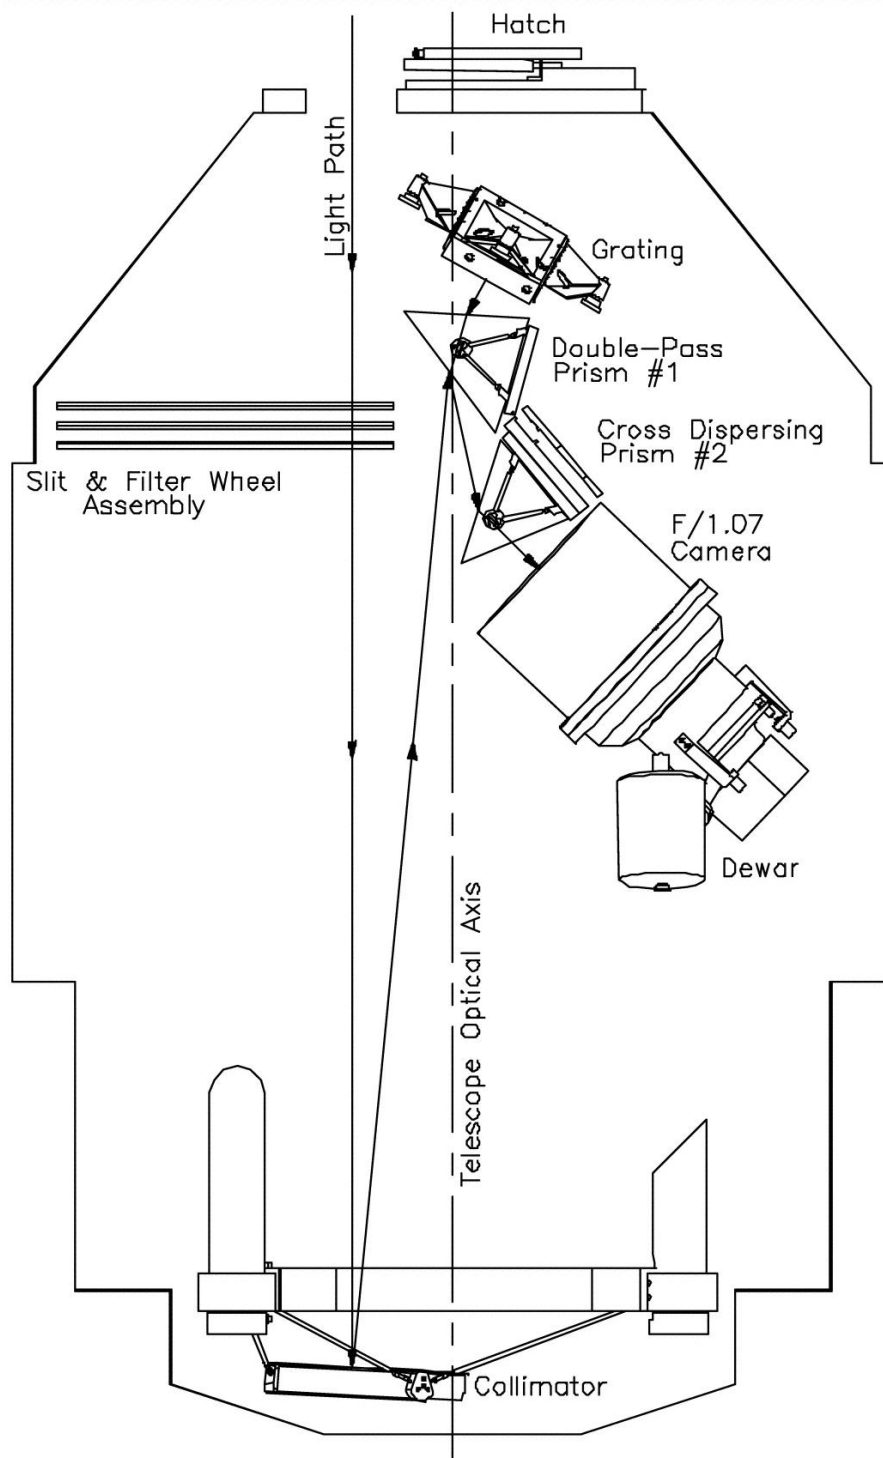 Hatch
Light Path
Grating
Double-Pass
Prism #1
Cross Dispersing
Prism #2
Slit & Filter Wheel
Assembly
F/1.07
Camera
Dewar
Telescope Optical Axis
Collimator